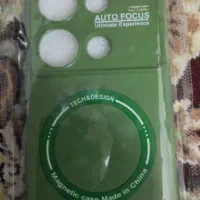 AUTO FOCUS
Ultimate Experience
TECH&DESIGN
Magnetic case Made in China